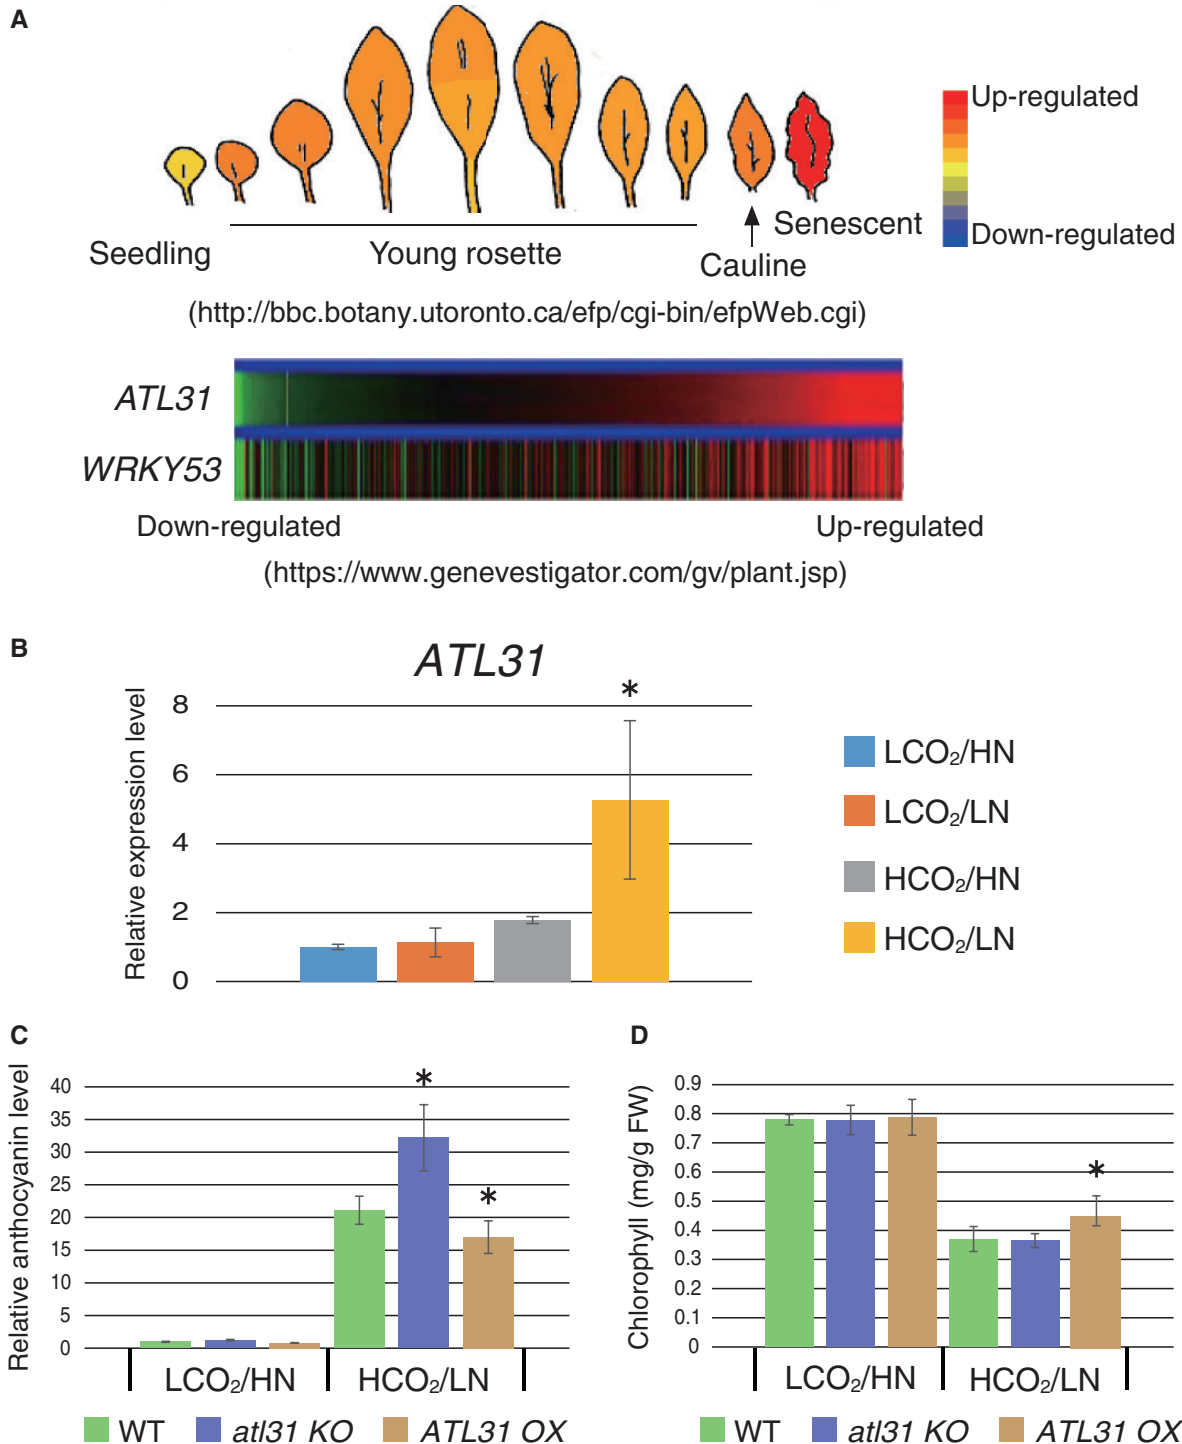 A
Up-regulated
Down-regulated
Seedling
Young rosette
Cauline
Senescent
(http://bbc.botany.utoronto.ca/efp/cgi-bin/efpWeb.cgi)
ATL31
WRKY53
Down-regulated
Up-regulated
(https://www.genevestigator.com/gv/plant.jsp)
B
ATL31
Relative expression level
8
6
4
2
0
*
LCO₂/HN
LCO₂/LN
HCO₂/HN
HCO₂/LN
C
Relative anthocyanin level
40
35
30
25
20
15
10
5
0
*
*
LCO₂/HN
HCO₂/LN
WT
atl31 KO
ATL31 OX
D
Chlorophyll (mg/g FW)
0.9
0.8
0.7
0.6
0.5
0.4
0.3
0.2
0.1
0
*
LCO₂/HN
HCO₂/LN
WT
atl31 KO
ATL31 OX